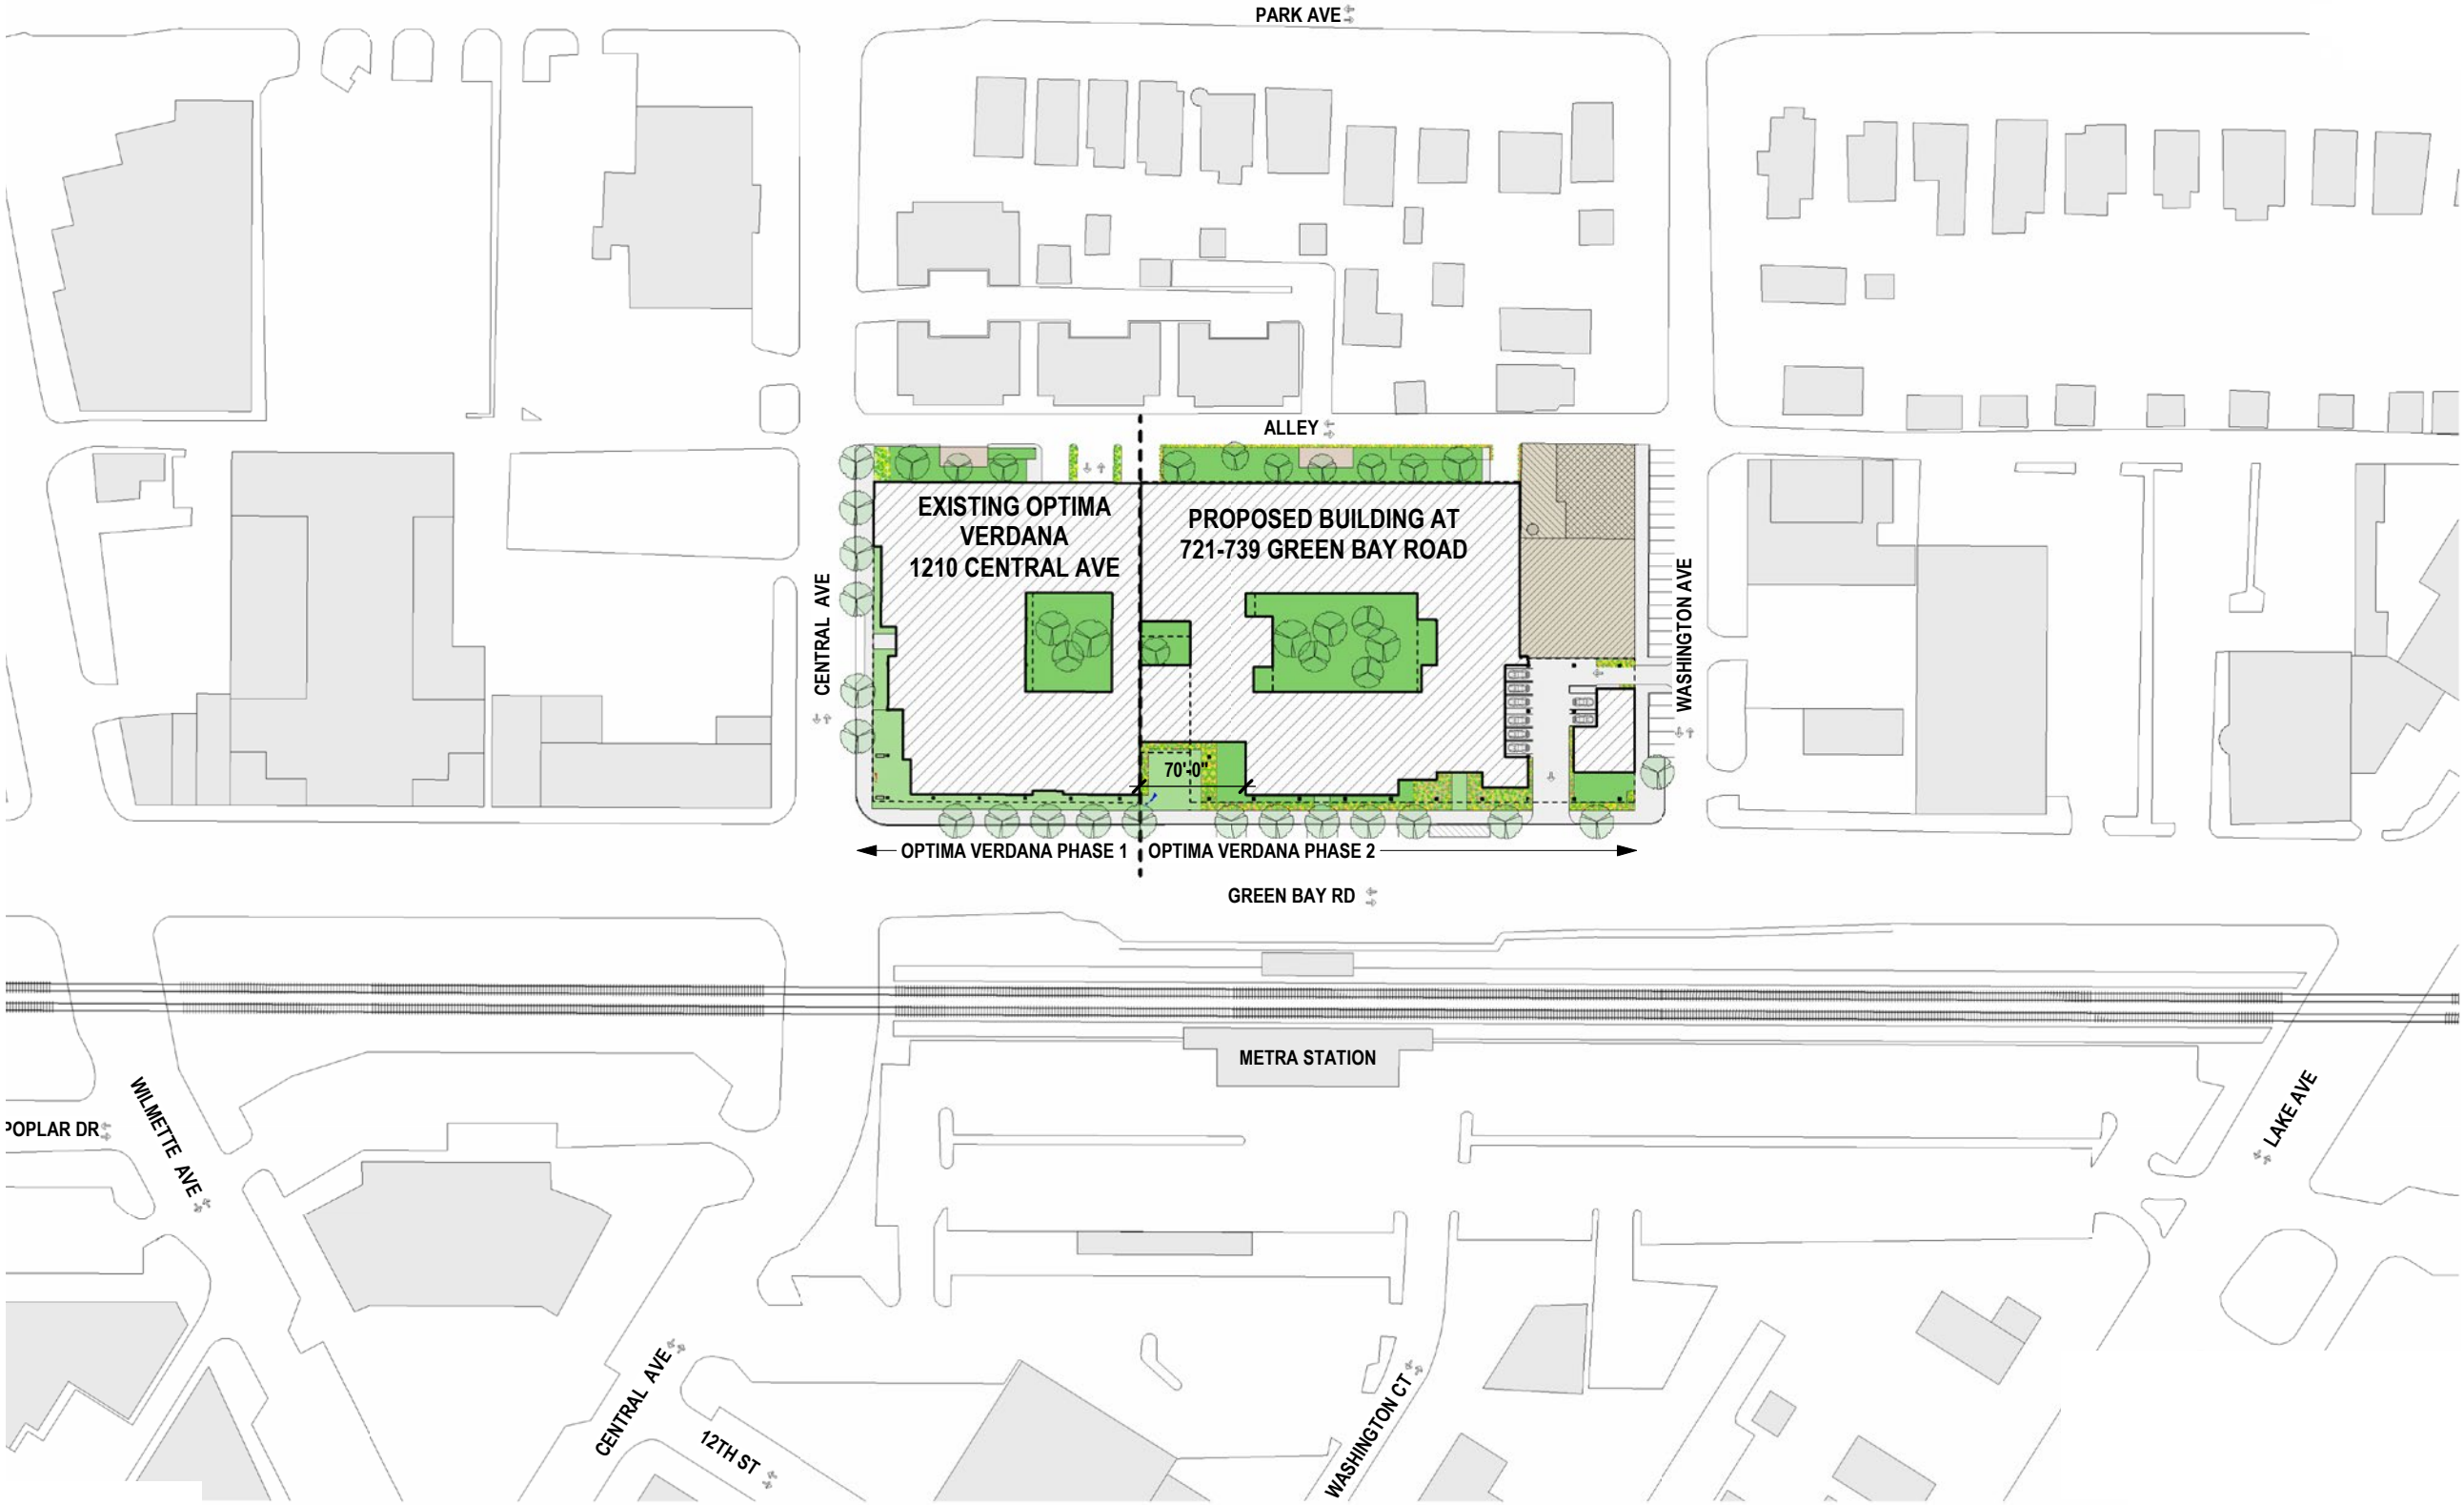 PARK AVE
ALLEY
EXISTING OPTIMA
VERDANA
1210 CENTRAL AVE
PROPOSED BUILDING AT
721-739 GREEN BAY ROAD
CENTRAL AVE
WASHINGTON AVE
70'-0"
OPTIMA VERDANA PHASE 1
OPTIMA VERDANA PHASE 2
GREEN BAY RD
METRA STATION
POPLAR DR
WILMETTE AVE
LAKE AVE
CENTRAL AVE
12TH ST
WASHINGTON CT